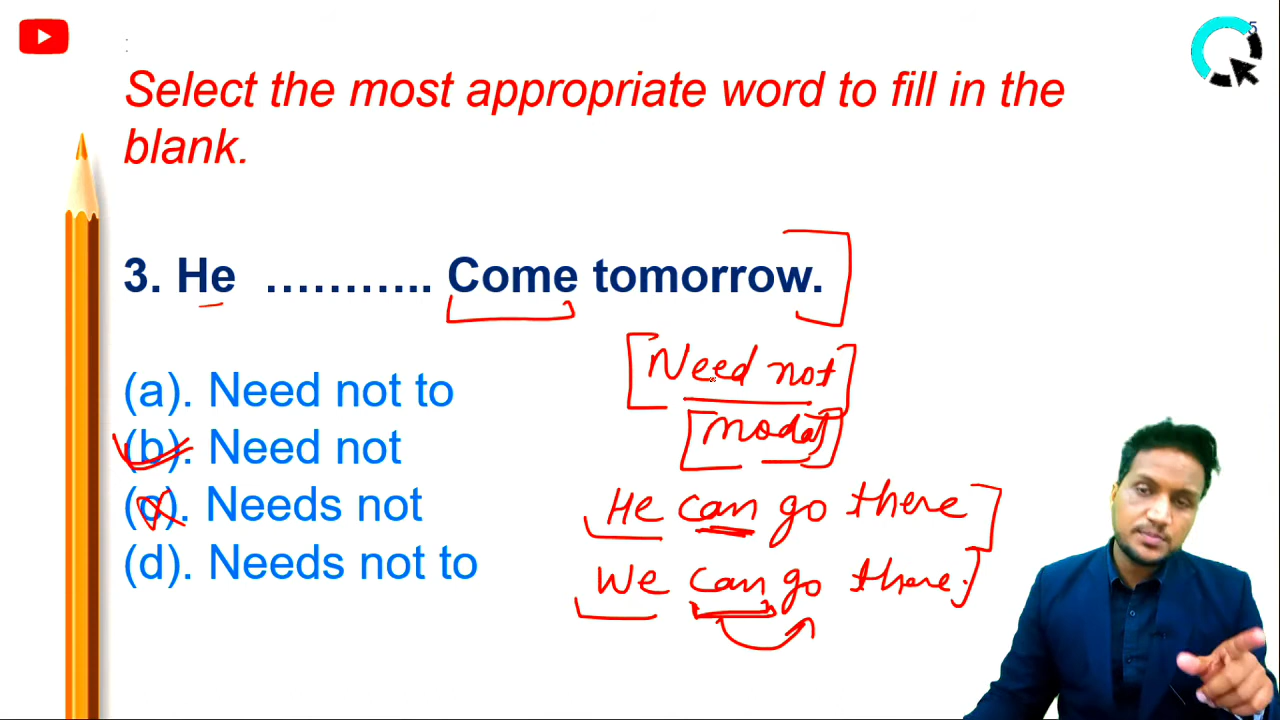 5
Select the most appropriate word to fill in the
blank.
3. He ……….. Come tomorrow.
Need not
(a). Need not to
modal
(b). Need not
He can go there
(c). Needs not
We can go there.
(d). Needs not to